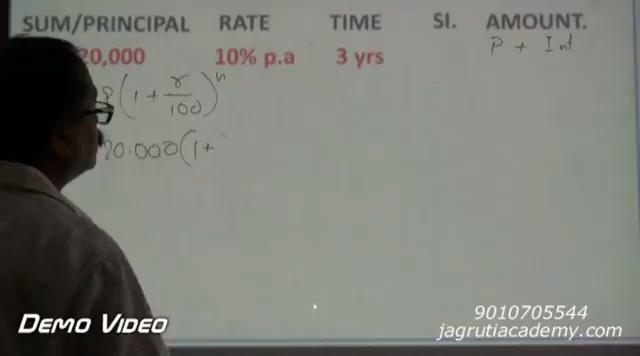 SUM/PRINCIPAL RATE TIME SI. AMOUNT.
P + Int
20,000 10% p.a 3 yrs
P(1 + r/100)^n
20.000(1 +
9010705544
DEMO VIDEO jagrutiacademy.com/